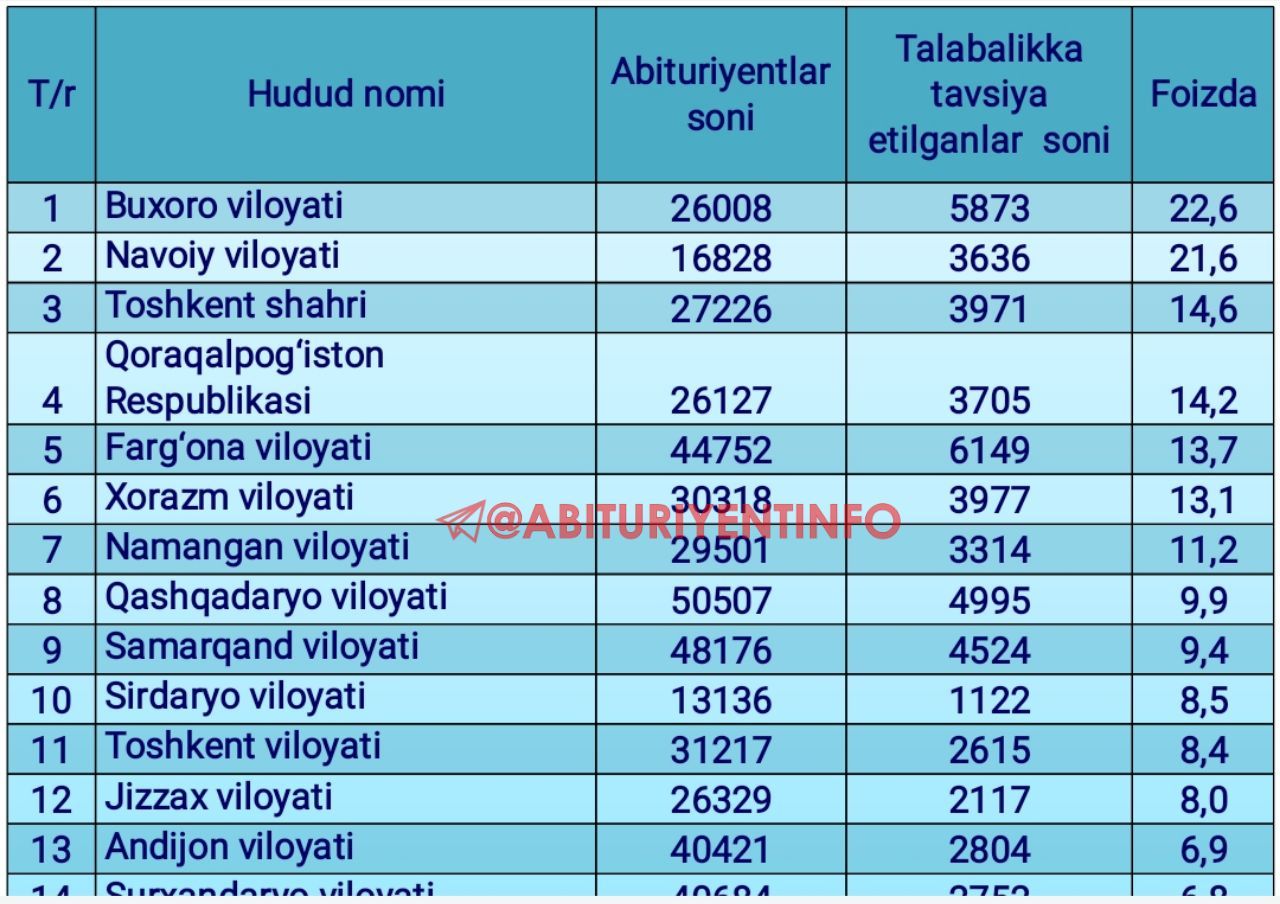 T/r Hudud nomi Abituriyentlar soni Talabalikka tavsiya etilganlar soni Foizda
1 Buxoro viloyati 26008 5873 22,6
2 Navoiy viloyati 16828 3636 21,6
3 Toshkent shahri 27226 3971 14,6
4 Qoraqalpog‘iston Respublikasi 26127 3705 14,2
5 Farg‘ona viloyati 44752 6149 13,7
6 Xorazm viloyati 30318 3977 13,1
@ABITURIYENTINFO
7 Namangan viloyati 29501 3314 11,2
8 Qashqadaryo viloyati 50507 4995 9,9
9 Samarqand viloyati 48176 4524 9,4
10 Sirdaryo viloyati 13136 1122 8,5
11 Toshkent viloyati 31217 2615 8,4
12 Jizzax viloyati 26329 2117 8,0
13 Andijon viloyati 40421 2804 6,9
14 Surxandaryo viloyati